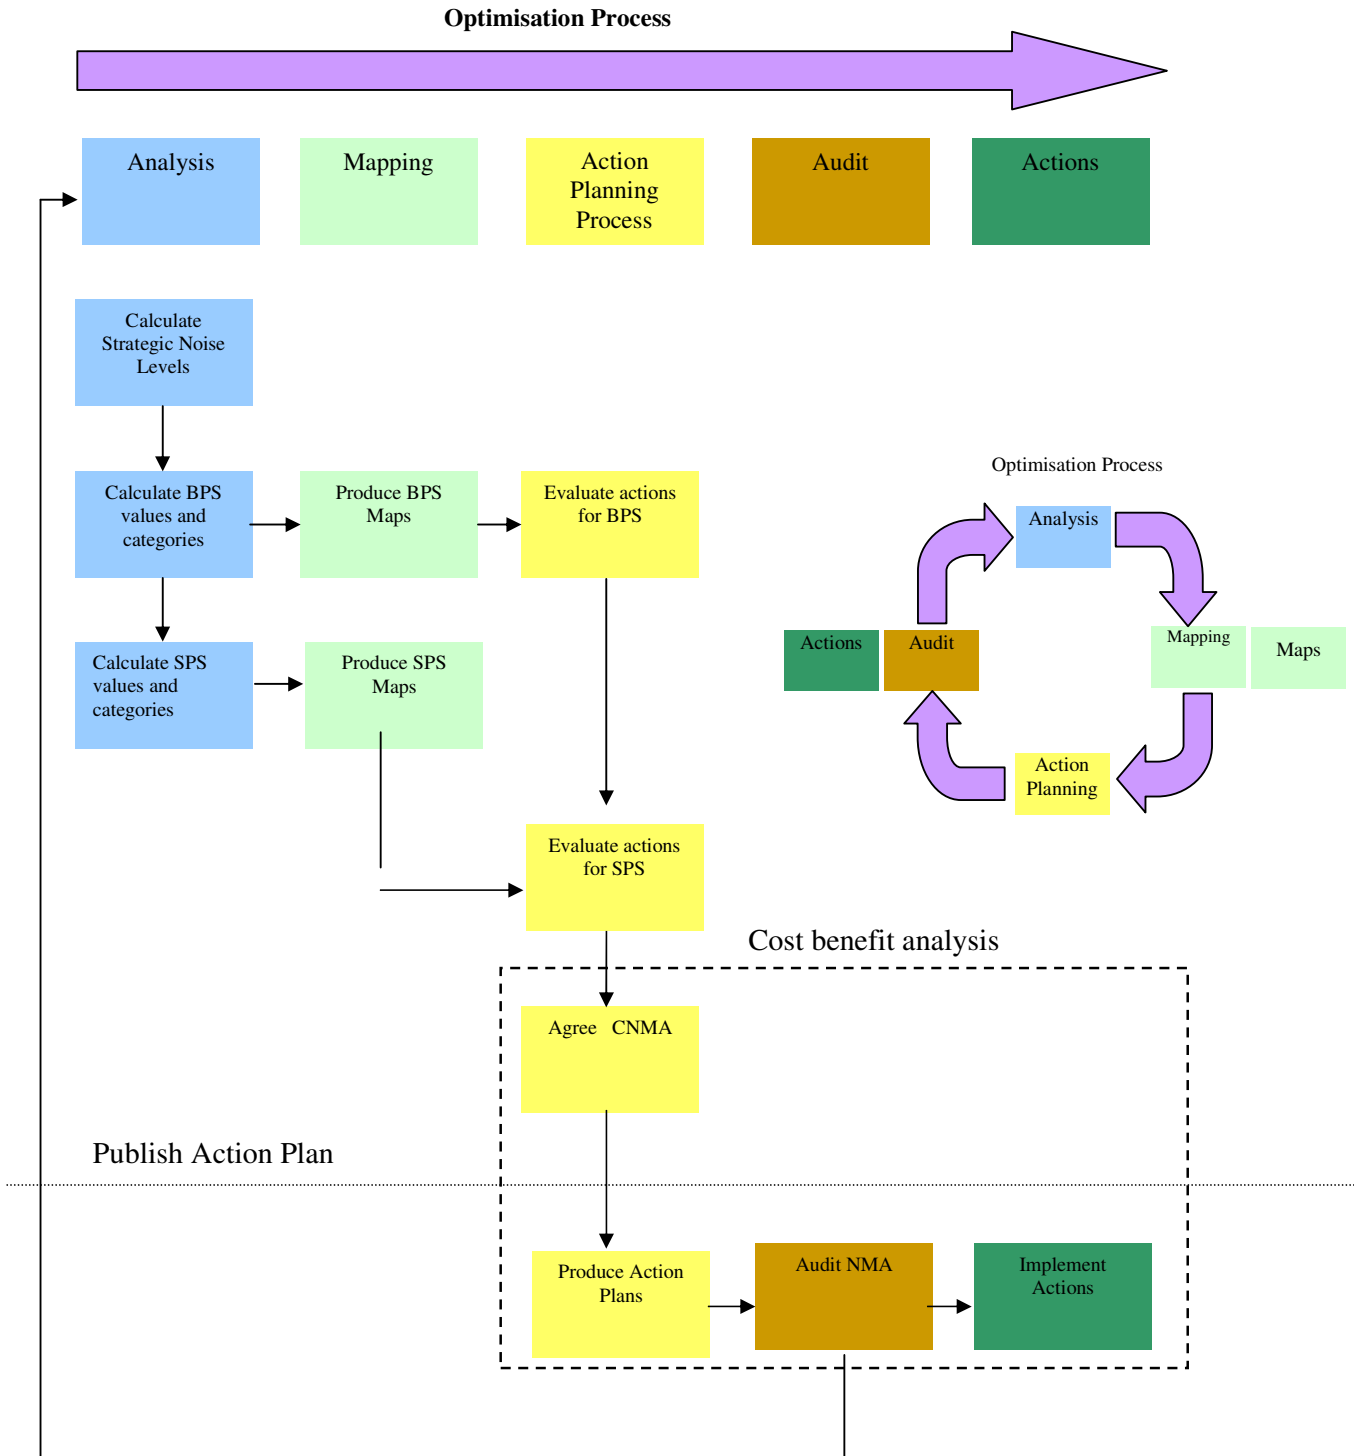 Optimisation Process
Analysis
Mapping
Action
Planning
Process
Audit
Actions
Calculate
Strategic Noise
Levels
Calculate BPS
values and
categories
Produce BPS
Maps
Evaluate actions
for BPS
Calculate SPS
values and
categories
Produce SPS
Maps
Optimisation Process
Analysis
Actions
Audit
Mapping
Maps
Action
Planning
Evaluate actions
for SPS
Cost benefit analysis
Agree CNMA
Publish Action Plan
Produce Action
Plans
Audit NMA
Implement
Actions